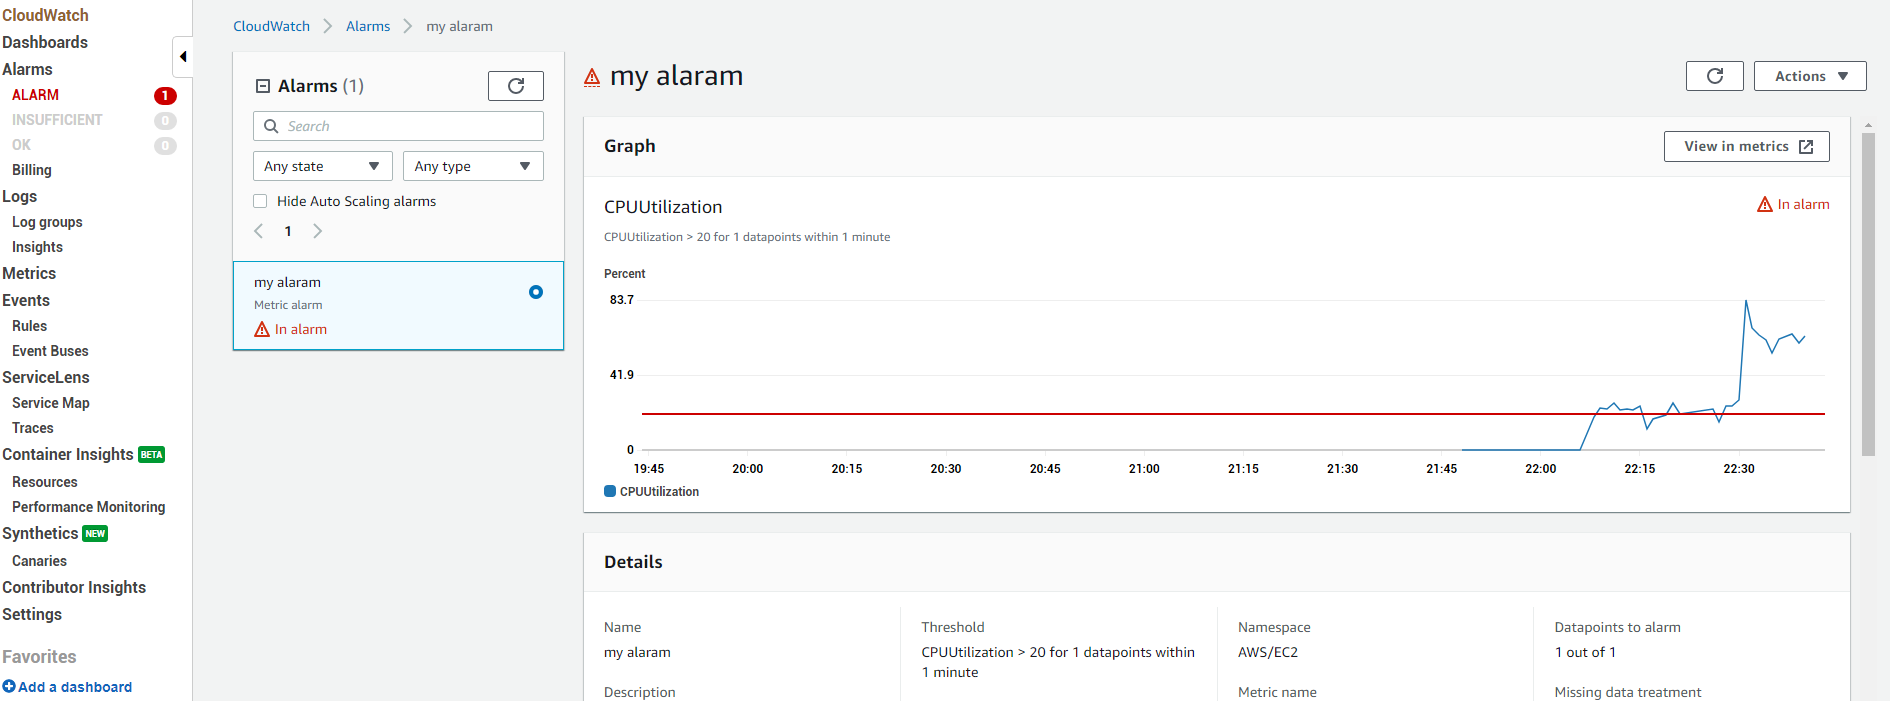 CloudWatch
Dashboards
Alarms
ALARM 1
INSUFFICIENT 0
OK 0
Billing
Logs
Log groups
Insights
Metrics
Events
Rules
Event Buses
ServiceLens
Service Map
Traces
Container Insights BETA
Resources
Performance Monitoring
Synthetics NEW
Canaries
Contributor Insights
Settings
Favorites
Add a dashboard
CloudWatch Alarms my alaram
Alarms (1)
Search
Any state Any type
Hide Auto Scaling alarms
1
my alaram
Metric alarm
In alarm
my alaram
Actions
Graph
View in metrics
CPUUtilization
In alarm
CPUUtilization > 20 for 1 datapoints within 1 minute
Percent
83.7
41.9
0
19:45 20:00 20:15 20:30 20:45 21:00 21:15 21:30 21:45 22:00 22:15 22:30
CPUUtilization
Details
Name
my alaram
Description
Threshold
CPUUtilization > 20 for 1 datapoints within
1 minute
Namespace
AWS/EC2
Metric name
Datapoints to alarm
1 out of 1
Missing data treatment